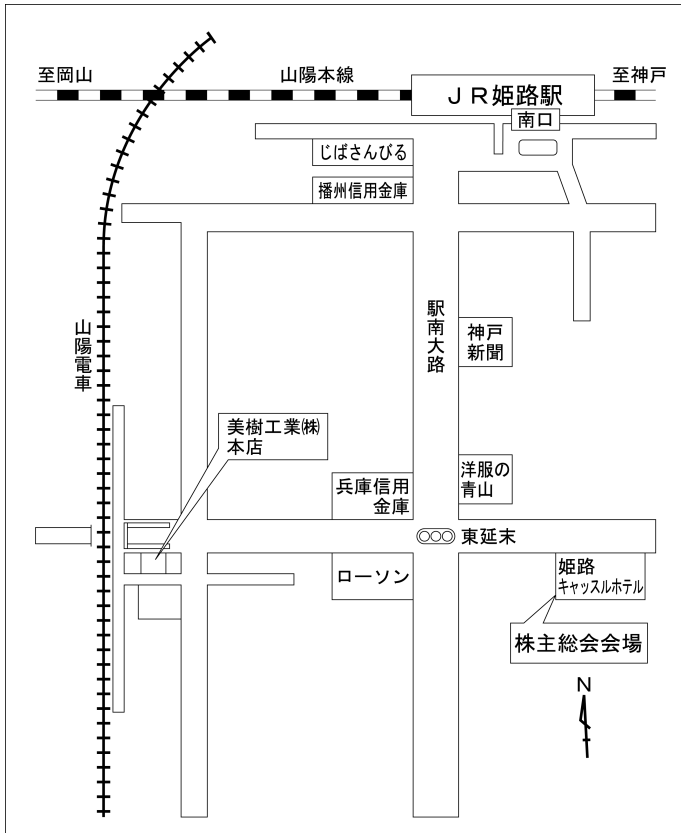 至岡山
山陽本線
ＪＲ姫路駅
至神戸
南口
じばさんびる
播州信用金庫
駅南大路
神戸
新聞
山陽電車
美樹工業㈱
本店
兵庫信用
金庫
洋服の
青山
東延末
ローソン
姫路
キャッスルホテル
株主総会会場
N